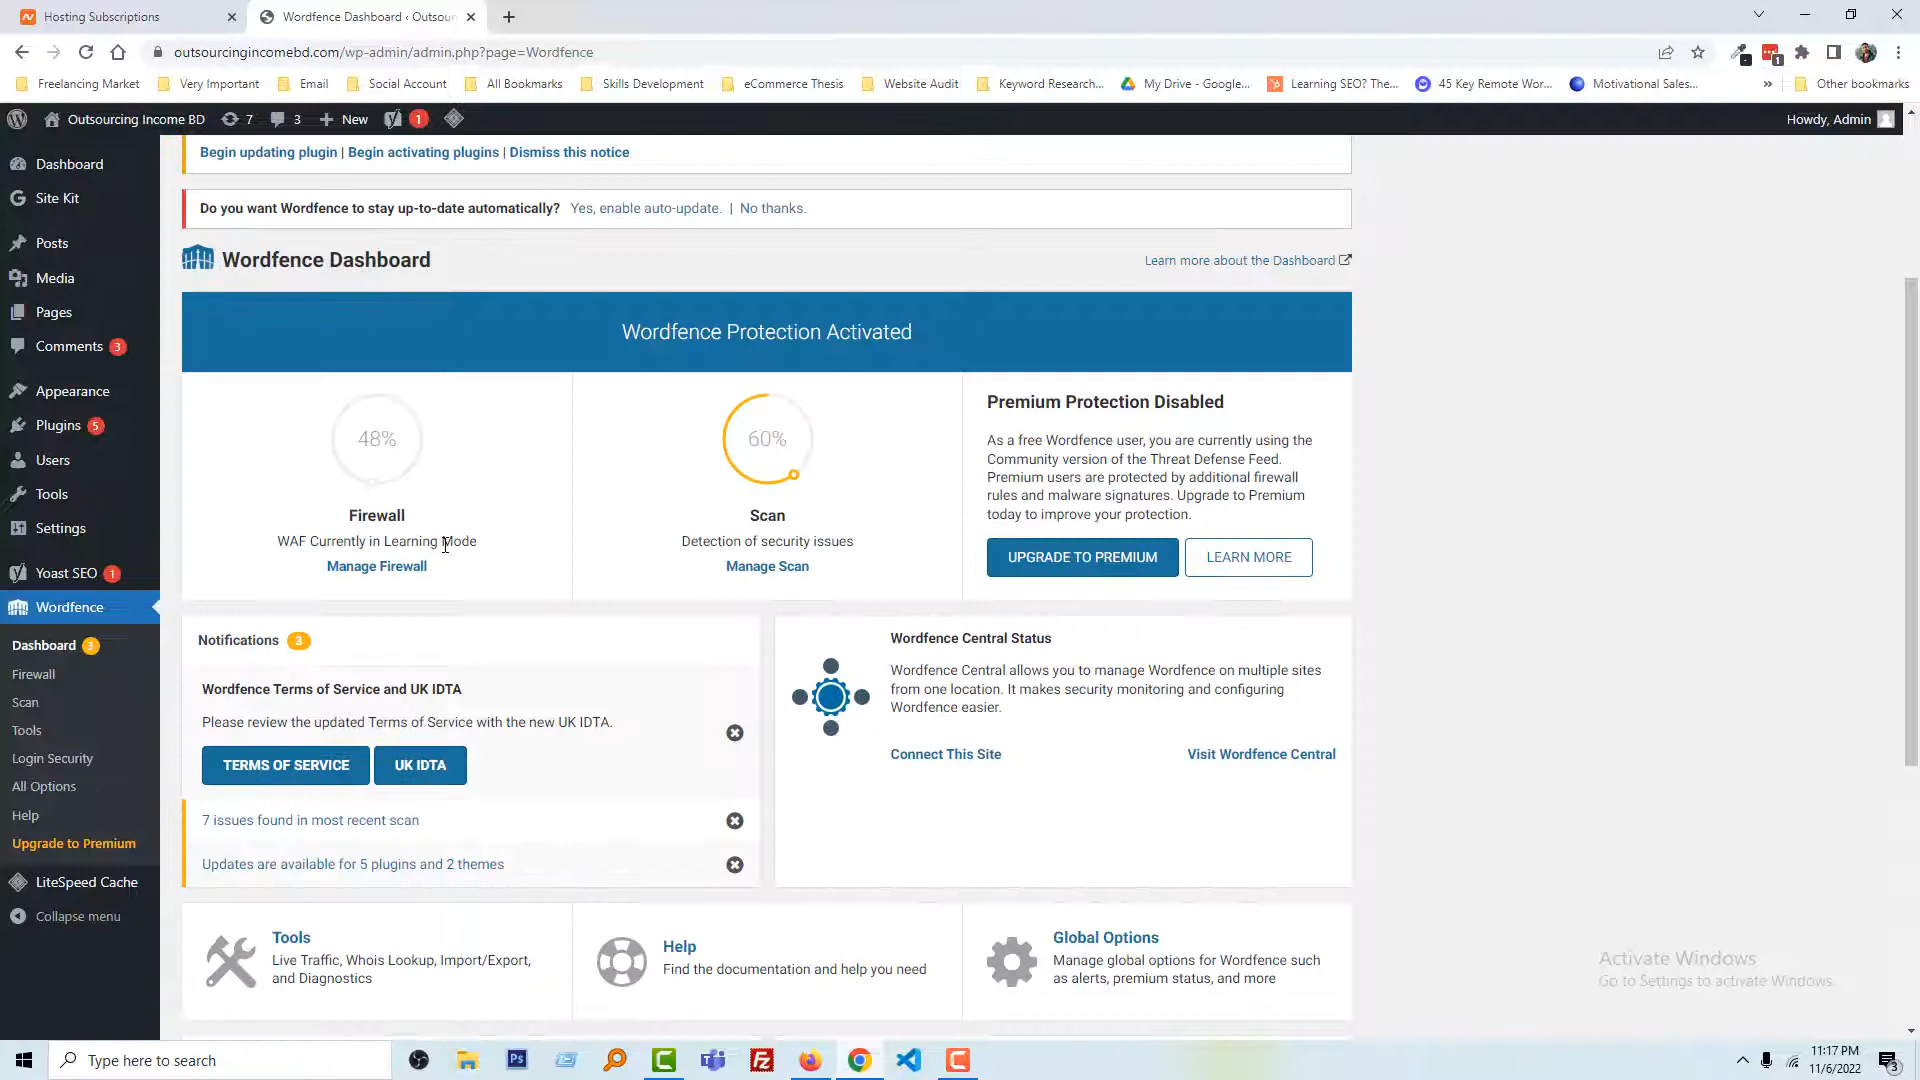 Hosting Subscriptions
Wordfence Dashboard ‹ Outsour
outsourcingincomebd.com/wp-admin/admin.php?page=Wordfence
1
Freelancing Market
Very Important
Email
Social Account
All Bookmarks
Skills Development
eCommerce Thesis
Website Audit
Keyword Research...
My Drive - Google...
Learning SEO? The...
45 Key Remote Wor...
Motivational Sales...
»
Other bookmarks
Outsourcing Income BD
7
3
New
1
Howdy, Admin
Dashboard
Site Kit
Posts
Media
Pages
Comments 3
Appearance
Plugins 5
Users
Tools
Settings
Yoast SEO 1
Wordfence
Dashboard 3
Firewall
Scan
Tools
Login Security
All Options
Help
Upgrade to Premium
LiteSpeed Cache
Collapse menu
Begin updating plugin | Begin activating plugins | Dismiss this notice
Do you want Wordfence to stay up-to-date automatically? Yes, enable auto-update. | No thanks.
Wordfence Dashboard
Learn more about the Dashboard
Wordfence Protection Activated
48%
Firewall
WAF Currently in Learning Mode
Manage Firewall
60%
Scan
Detection of security issues
Manage Scan
Premium Protection Disabled
As a free Wordfence user, you are currently using the
Community version of the Threat Defense Feed.
Premium users are protected by additional firewall
rules and malware signatures. Upgrade to Premium
today to improve your protection.
UPGRADE TO PREMIUM
LEARN MORE
Notifications 3
Wordfence Terms of Service and UK IDTA
Please review the updated Terms of Service with the new UK IDTA.
TERMS OF SERVICE
UK IDTA
7 issues found in most recent scan
Updates are available for 5 plugins and 2 themes
Wordfence Central Status
Wordfence Central allows you to manage Wordfence on multiple sites
from one location. It makes security monitoring and configuring
Wordfence easier.
Connect This Site
Visit Wordfence Central
Tools
Live Traffic, Whois Lookup, Import/Export,
and Diagnostics
Help
Find the documentation and help you need
Global Options
Manage global options for Wordfence such
as alerts, premium status, and more
Activate Windows
Go to Settings to activate Windows.
Type here to search
Ps
11:17 PM
11/6/2022
3